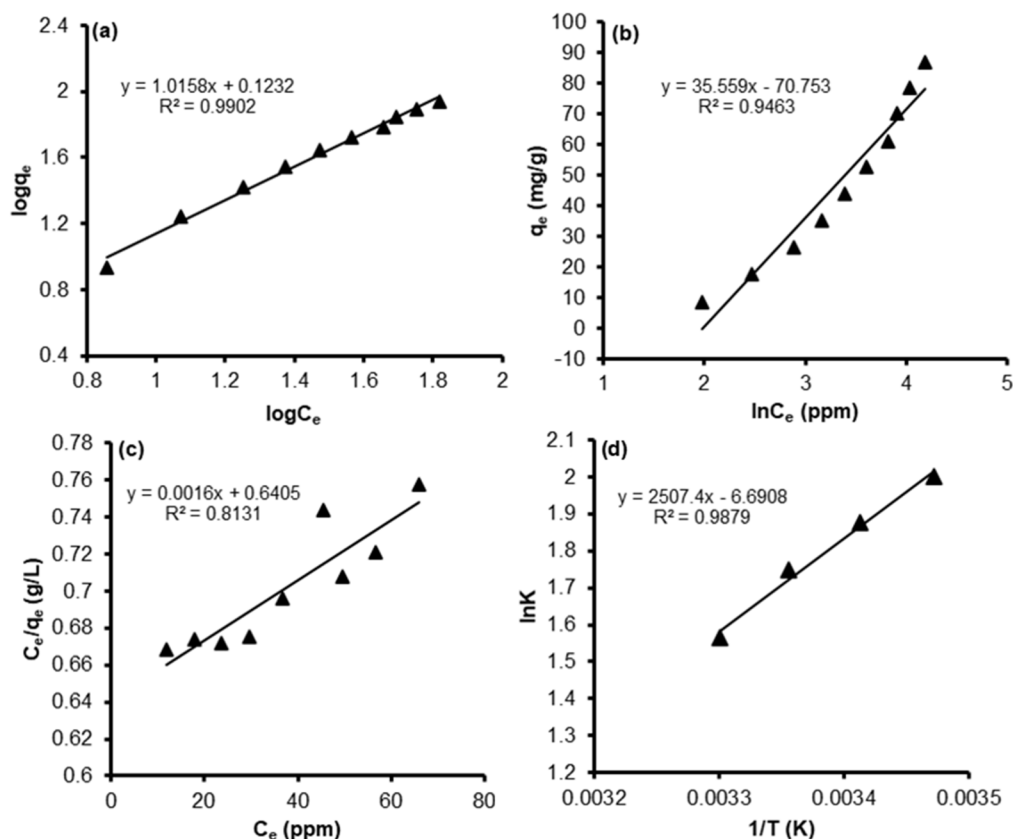 (a)
2.4
2
1.6
1.2
0.8
0.4
y = 1.0158x + 0.1232
R² = 0.9902
logqe
0.8 1 1.2 1.4 1.6 1.8 2
logCe
(b)
100
90
80
70
60
50
40
30
20
10
0
-10
y = 35.559x - 70.753
R² = 0.9463
qe (mg/g)
1 2 3 4 5
lnCe (ppm)
(c)
0.78
0.76
0.74
0.72
0.7
0.68
0.66
0.64
0.62
0.6
y = 0.0016x + 0.6405
R² = 0.8131
Ce/qe (g/L)
0 20 40 60 80
Ce (ppm)
(d)
2.1
2
1.9
1.8
1.7
1.6
1.5
1.4
1.3
1.2
y = 2507.4x - 6.6908
R² = 0.9879
lnK
0.0032 0.0033 0.0034 0.0035
1/T (K)